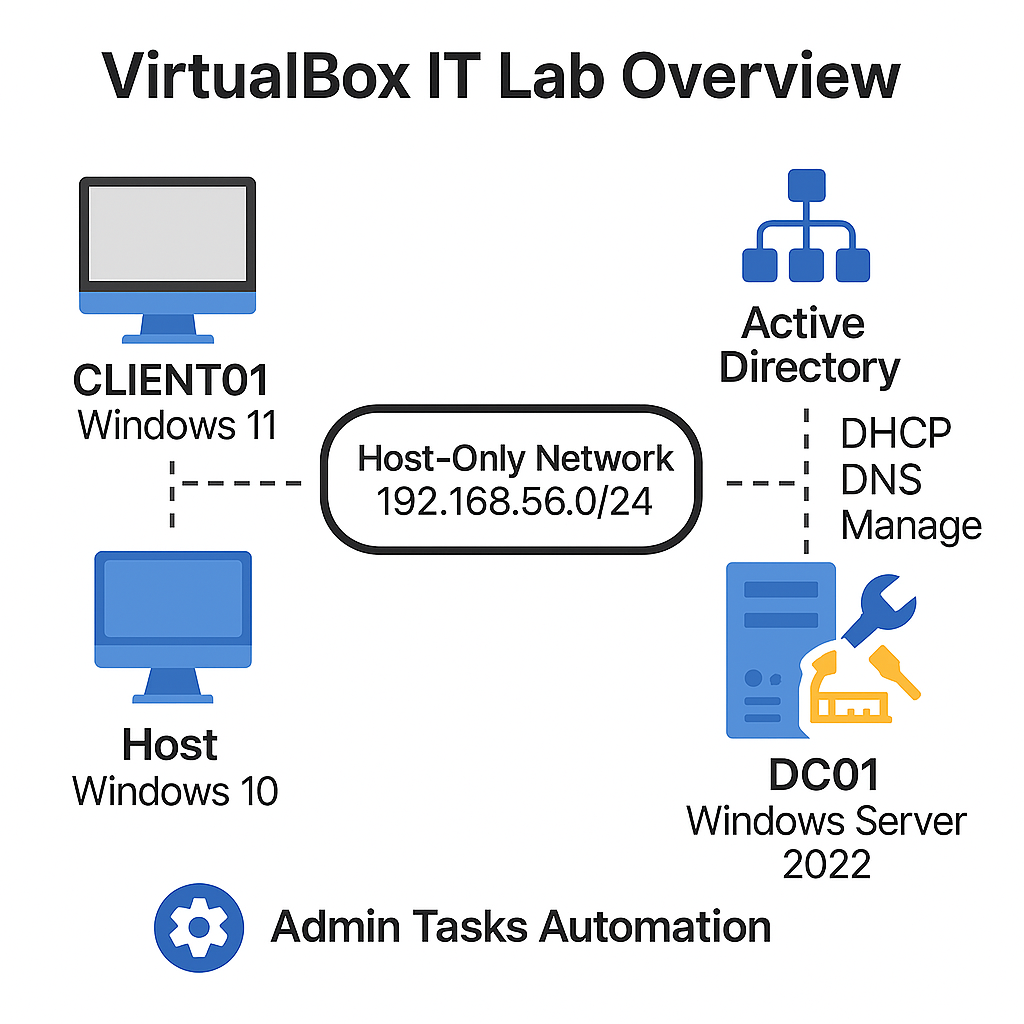 VirtualBox IT Lab Overview
CLIENT01
Windows 11
Active
Directory
Host-Only Network
192.168.56.0/24
DHCP
DNS
Manage
Host
Windows 10
DC01
Windows Server
2022
Admin Tasks Automation